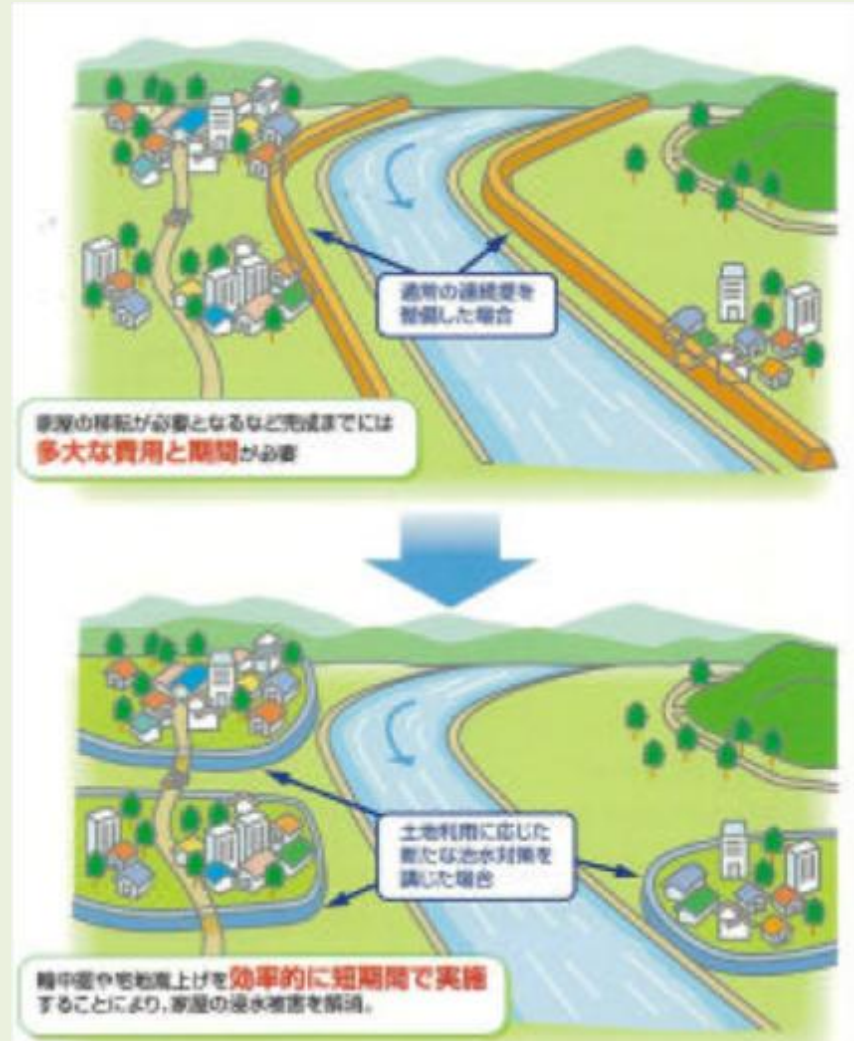 通常の連続堤を
整備した場合
家屋の移転が必要となるなど完成までには
多大な費用と期間が必要
土地利用に応じた
新たな治水対策を
講じた場合
輪中堤や宅地嵩上げを効率的に短期間で実施
することにより、家屋の浸水被害を解消。